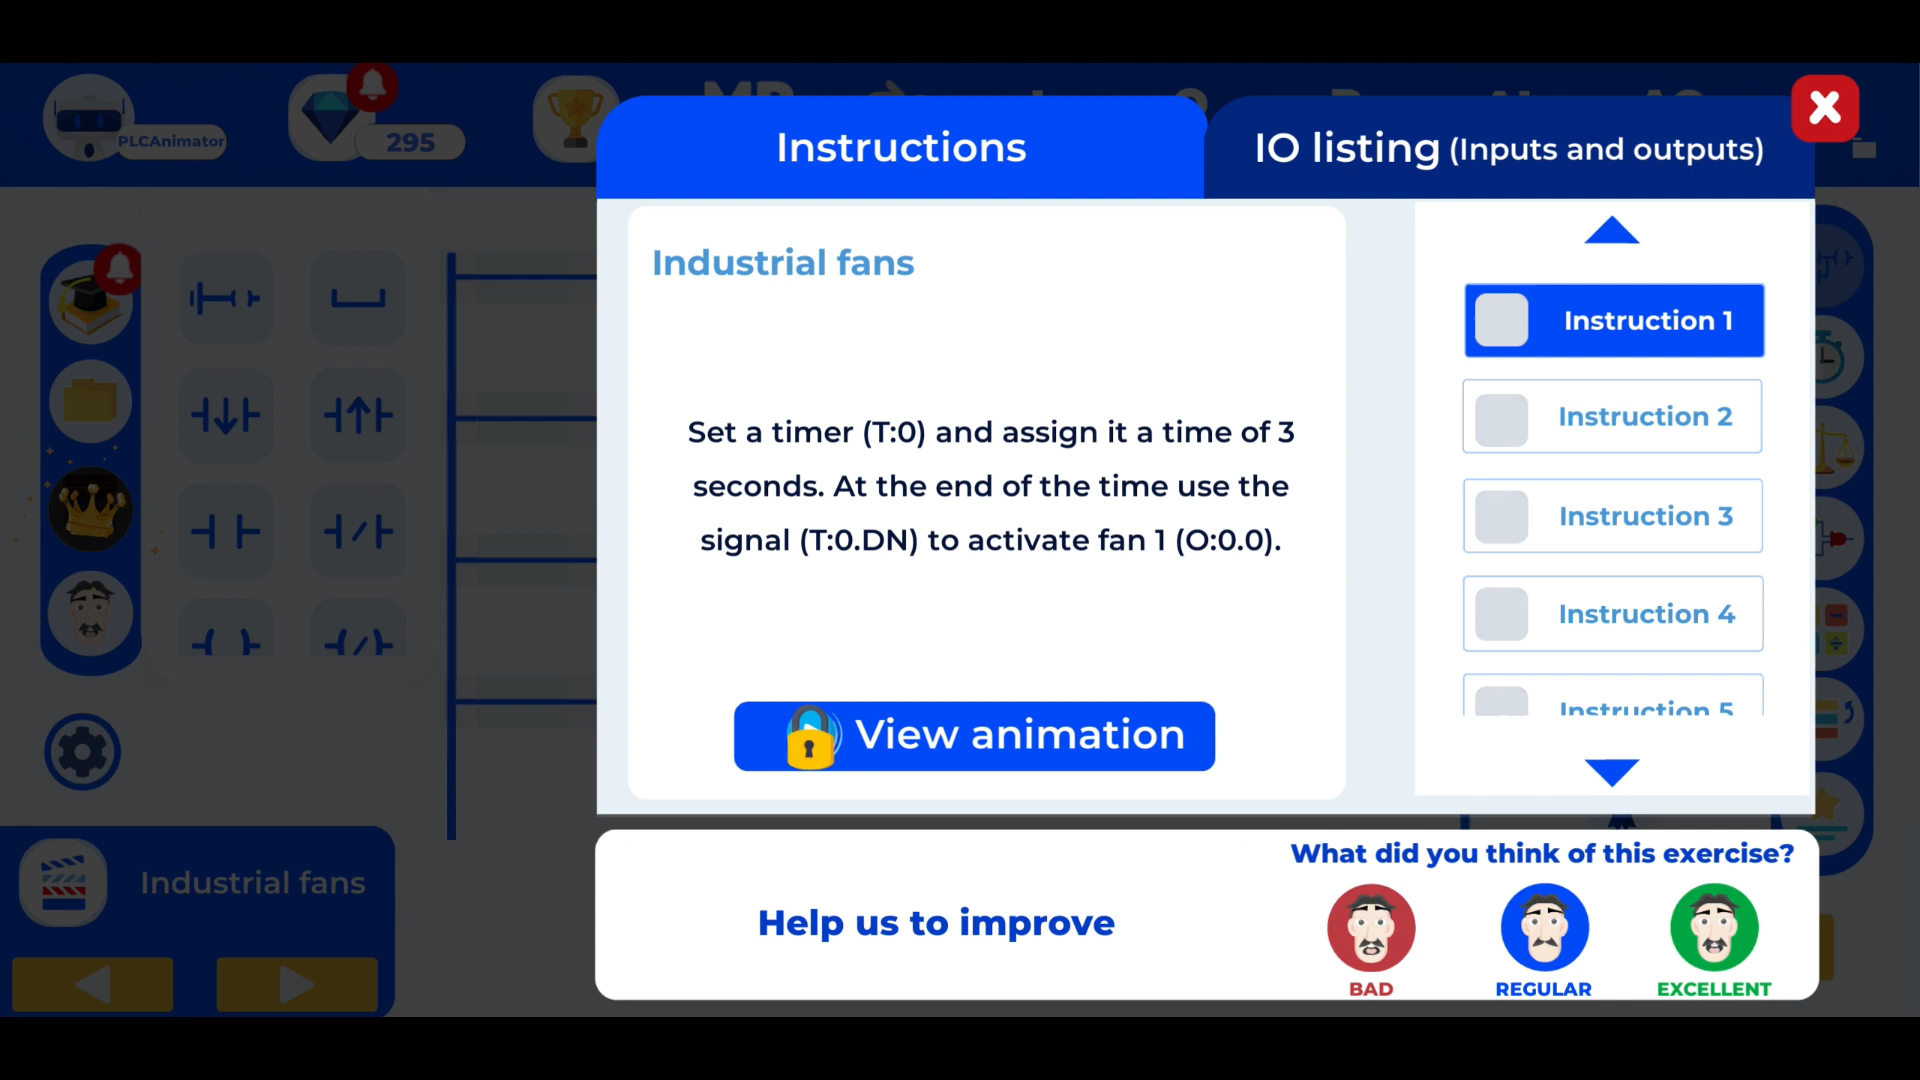 PLCAnimator
295
Instructions
IO listing (Inputs and outputs)
Industrial fans
Set a timer (T:0) and assign it a time of 3
seconds. At the end of the time use the
signal (T:0.DN) to activate fan 1 (O:0.0).
View animation
Instruction 1
Instruction 2
Instruction 3
Instruction 4
Instruction 5
Industrial fans
Help us to improve
What did you think of this exercise?
BAD
REGULAR
EXCELLENT